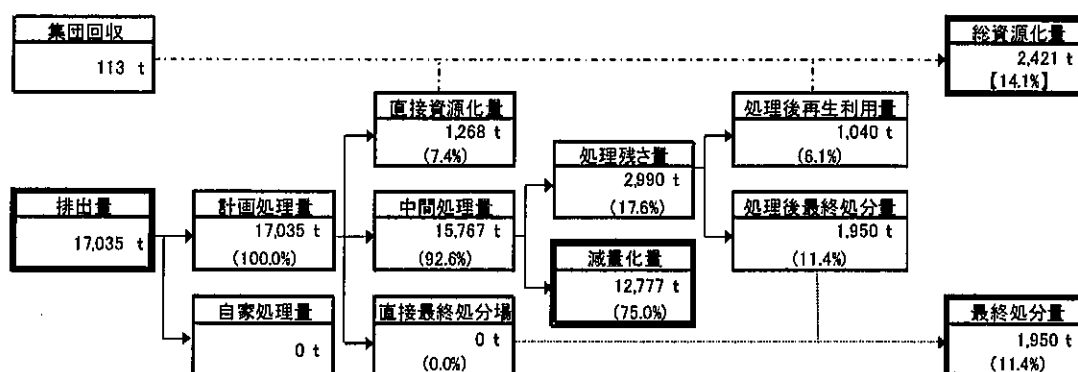 集団回収
113 t
総資源化量
2,421 t
【14.1%】
直接資源化量
1,268 t
(7.4%)
処理後再生利用量
1,040 t
(6.1%)
処理残さ量
2,990 t
(17.6%)
排出量
17,035 t
計画処理量
17,035 t
(100.0%)
中間処理量
15,767 t
(92.6%)
処理後最終処分量
1,950 t
(11.4%)
減量化量
12,777 t
(75.0%)
自家処理量
0 t
直接最終処分場
0 t
(0.0%)
最終処分量
1,950 t
(11.4%)